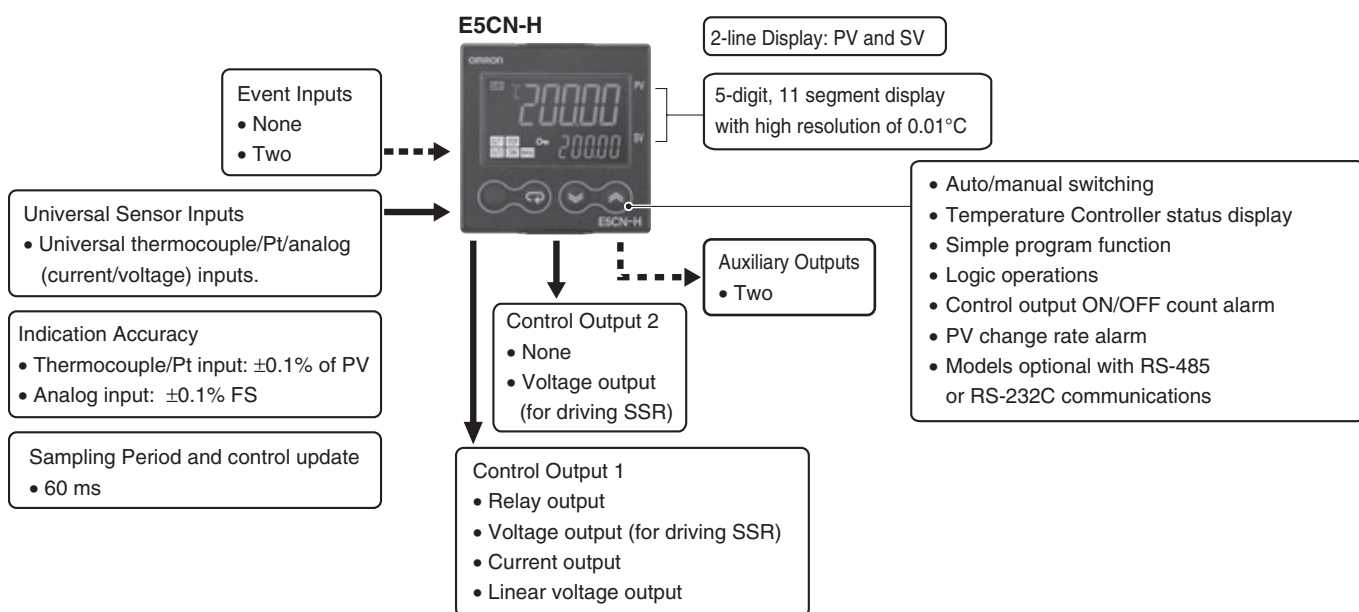 E5CN-H
2-line Display: PV and SV
OMRON
°C
200.00
PV
200.00
SV
E5CN-H
5-digit, 11 segment display
with high resolution of 0.01°C
Event Inputs
• None
• Two
Universal Sensor Inputs
• Universal thermocouple/Pt/analog
(current/voltage) inputs.
Indication Accuracy
• Thermocouple/Pt input: ±0.1% of PV
• Analog input: ±0.1% FS
Sampling Period and control update
• 60 ms
• Auto/manual switching
• Temperature Controller status display
• Simple program function
• Logic operations
• Control output ON/OFF count alarm
• PV change rate alarm
• Models optional with RS-485
or RS-232C communications
Auxiliary Outputs
• Two
Control Output 2
• None
• Voltage output
(for driving SSR)
Control Output 1
• Relay output
• Voltage output (for driving SSR)
• Current output
• Linear voltage output